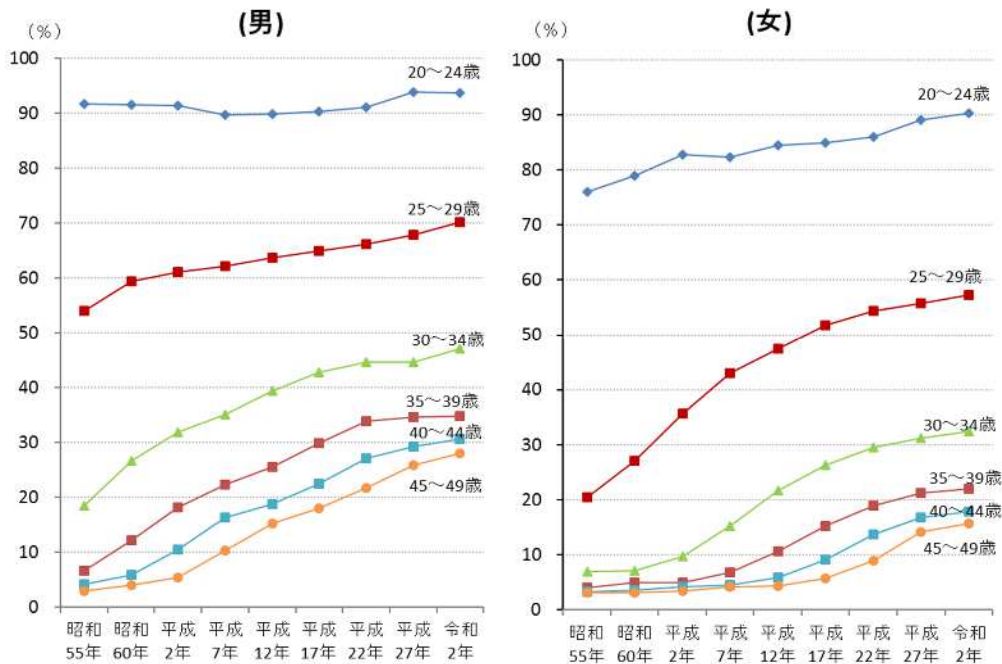 (男)
(%)
100
90
80
70
60
50
40
30
20
10
0
20～24歳
25～29歳
30～34歳
35～39歳
40～44歳
45～49歳
昭和 昭和 平成 平成 平成 平成 平成 平成 令和
55年 60年 2年 7年 12年 17年 22年 27年 2年
(女)
(%)
100
90
80
70
60
50
40
30
20
10
0
20～24歳
25～29歳
30～34歳
35～39歳
40～44歳
45～49歳
昭和 昭和 平成 平成 平成 平成 平成 平成 令和
55年 60年 2年 7年 12年 17年 22年 27年 2年